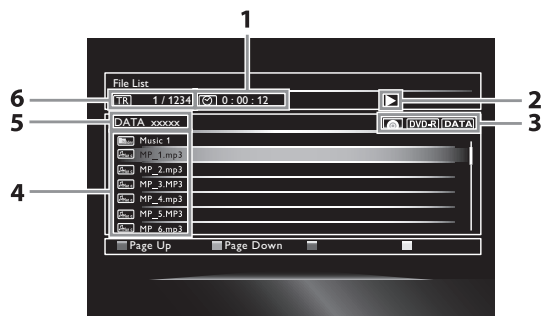 1
File List
6
TR 1 / 1234 0 : 00 : 12
2
5
DATA xxxxx
DVD-R DATA
3
Music 1
MP_1.mp3
MP_2.mp3
4
MP_3.MP3
MP_4.mp3
MP_5.MP3
MP_6.mp3
Page Up Page Down